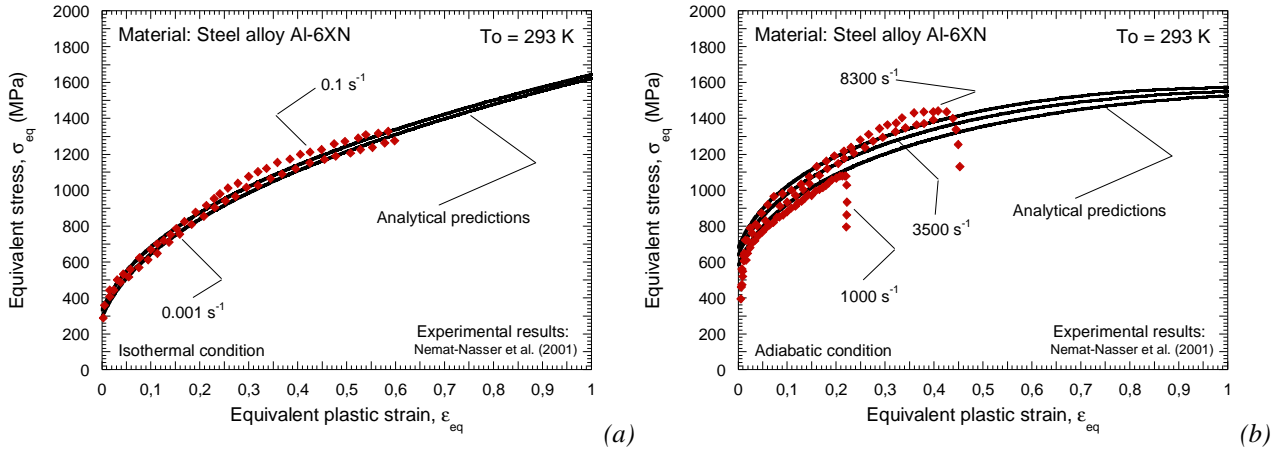 2000
1800
1600
1400
1200
1000
800
600
400
200
0
Equivalent stress, σeq (MPa)
Material: Steel alloy Al-6XN
To = 293 K
0.1 s-1
Analytical predictions
0.001 s-1
Experimental results:
Nemat-Nasser et al. (2001)
Isothermal condition
0 0,1 0,2 0,3 0,4 0,5 0,6 0,7 0,8 0,9 1
Equivalent plastic strain, εeq
(a)
2000
1800
1600
1400
1200
1000
800
600
400
200
0
Equivalent stress, σeq (MPa)
Material: Steel alloy Al-6XN
To = 293 K
8300 s-1
Analytical predictions
3500 s-1
1000 s-1
Experimental results:
Nemat-Nasser et al. (2001)
Adiabatic condition
0 0,1 0,2 0,3 0,4 0,5 0,6 0,7 0,8 0,9 1
Equivalent plastic strain, εeq
(b)